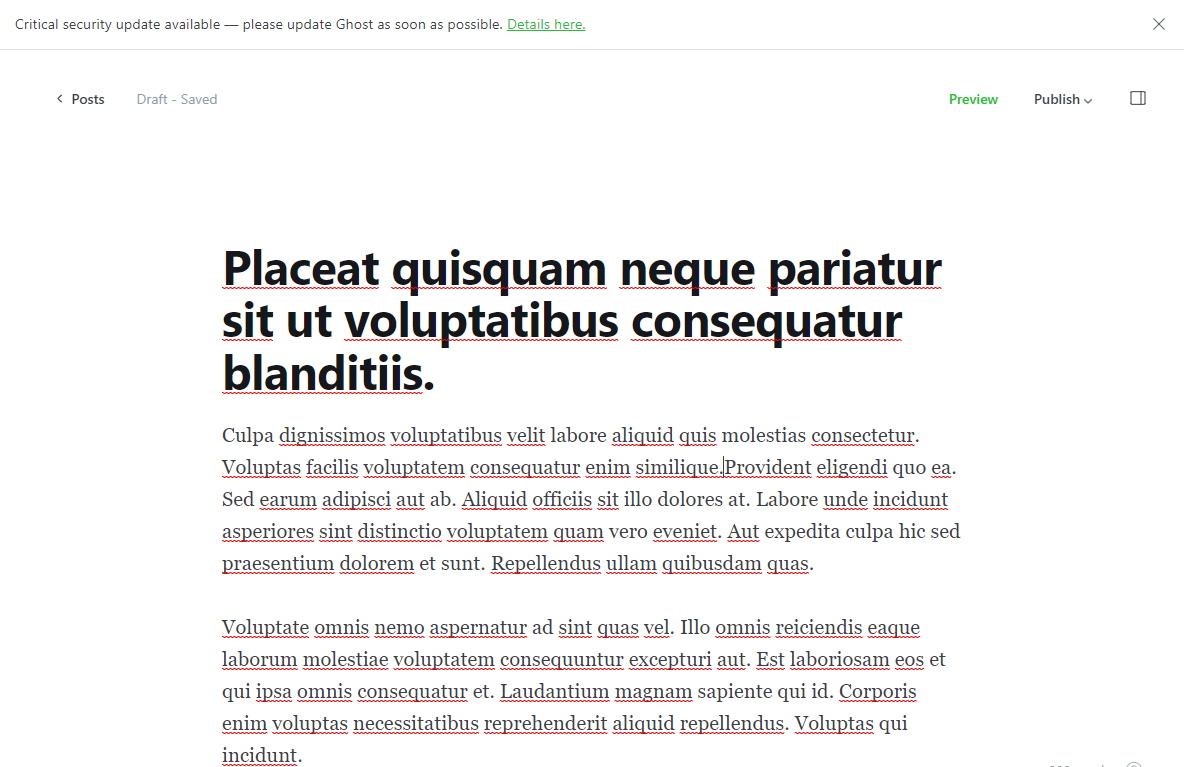 Critical security update available — please update Ghost as soon as possible. Details here.
Posts
Draft - Saved
Preview
Publish
Placeat quisquam neque pariatur
sit ut voluptatibus consequatur
blanditiis.
Culpa dignissimos voluptatibus velit labore aliquid quis molestias consectetur.
Voluptas facilis voluptatem consequatur enim similique.Provident eligendi quo ea.
Sed earum adipisci aut ab. Aliquid officiis sit illo dolores at. Labore unde incidunt
asperiores sint distinctio voluptatem quam vero eveniet. Aut expedita culpa hic sed
praesentium dolorem et sunt. Repellendus ullam quibusdam quas.
Voluptate omnis nemo aspernatur ad sint quas vel. Illo omnis reiciendis eaque
laborum molestiae voluptatem consequuntur excepturi aut. Est laboriosam eos et
qui ipsa omnis consequatur et. Laudantium magnam sapiente qui id. Corporis
enim voluptas necessitatibus reprehenderit aliquid repellendus. Voluptas qui
incidunt.